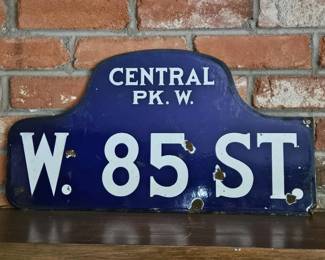 CENTRAL
PK. W.
W. 85 ST.